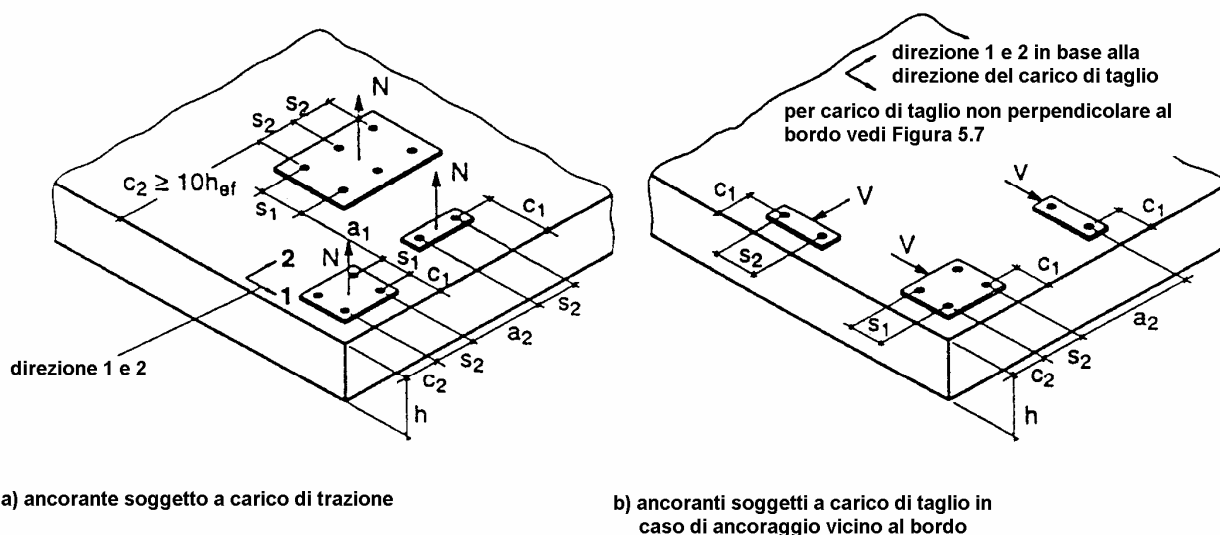 N
s₂
s₂
N
c₂ ≥ 10hₑf
s₁
a₁
c₁
N
s₁
2
1
c₁
s₂
a₂
s₂
c₂
h
direzione 1 e 2
a) ancorante soggetto a carico di trazione
direzione 1 e 2 in base alla
direzione del carico di taglio
per carico di taglio non perpendicolare al
bordo vedi Figura 5.7
c₁
V
V
c₁
s₂
V
c₁
s₁
a₂
s₂
c₂
h
b) ancoranti soggetti a carico di taglio in
caso di ancoraggio vicino al bordo